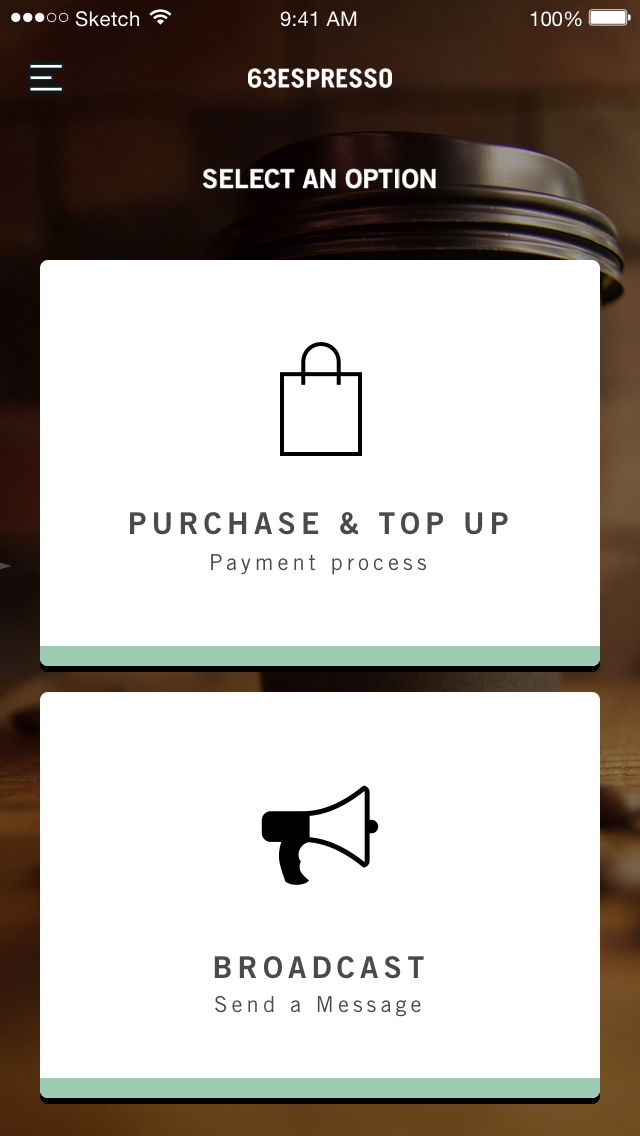 Sketch 9:41 AM 100%
63ESPRESSO
SELECT AN OPTION
PURCHASE & TOP UP
Payment process
BROADCAST
Send a Message